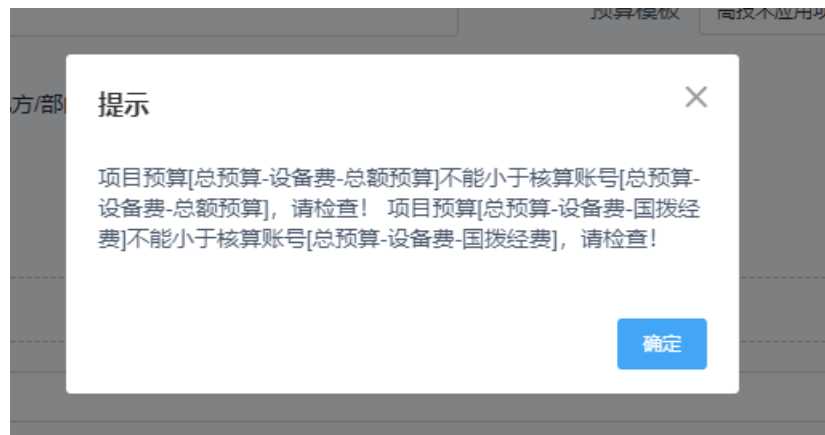 预算模板
高技术应用项
方/部
提示
项目预算[总预算-设备费-总额预算]不能小于核算账号[总预算-
设备费-总额预算]，请检查！ 项目预算[总预算-设备费-国拨经
费]不能小于核算账号[总预算-设备费-国拨经费]，请检查！
确定